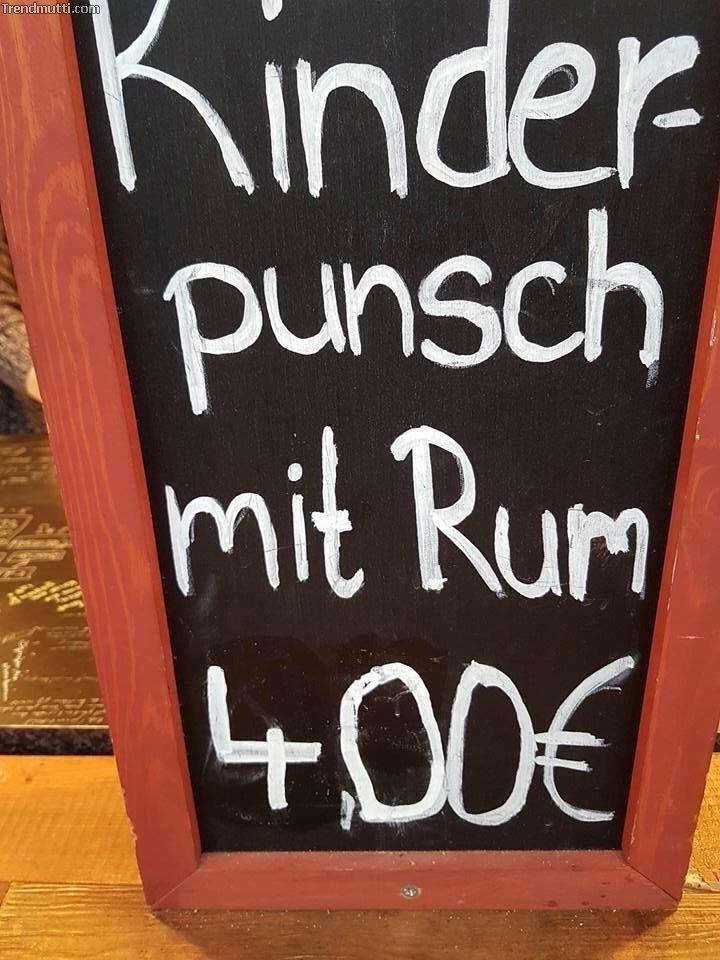 Trendmutti.com
Kinder-
punsch
mit Rum
4,00€